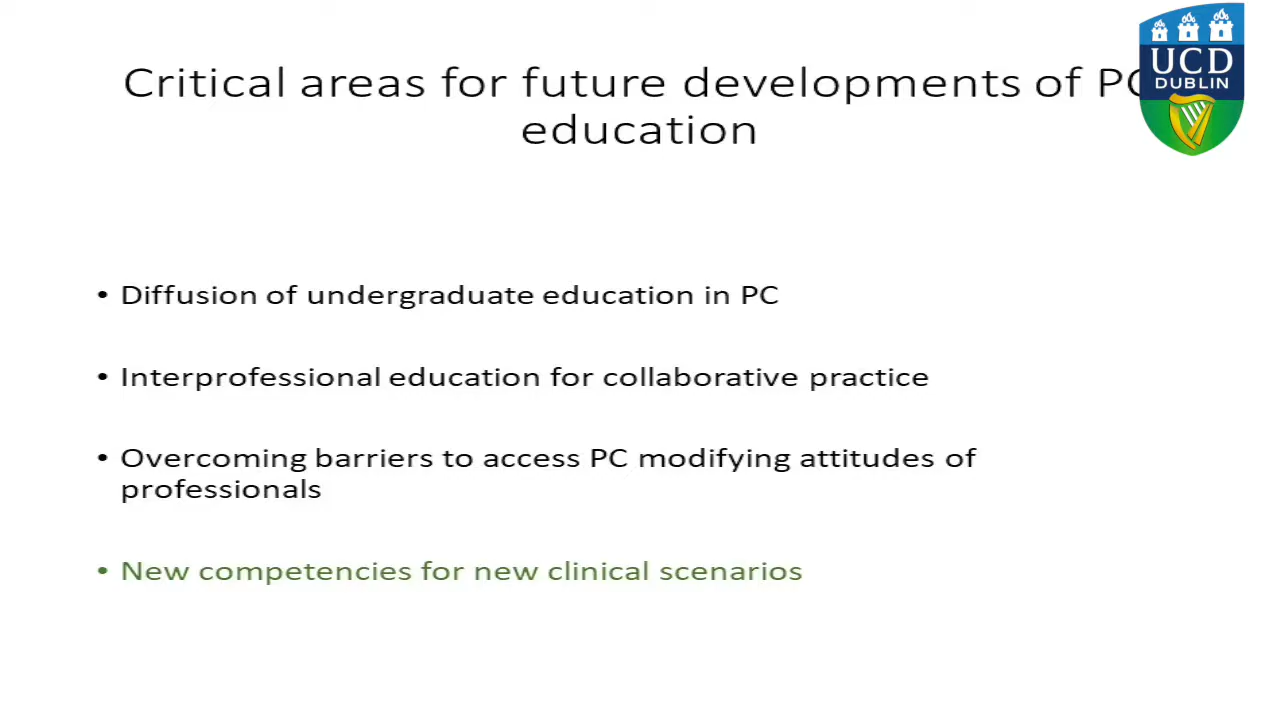 Critical areas for future developments of PC
education
UCD
DUBLIN
• Diffusion of undergraduate education in PC
• Interprofessional education for collaborative practice
• Overcoming barriers to access PC modifying attitudes of
professionals
• New competencies for new clinical scenarios